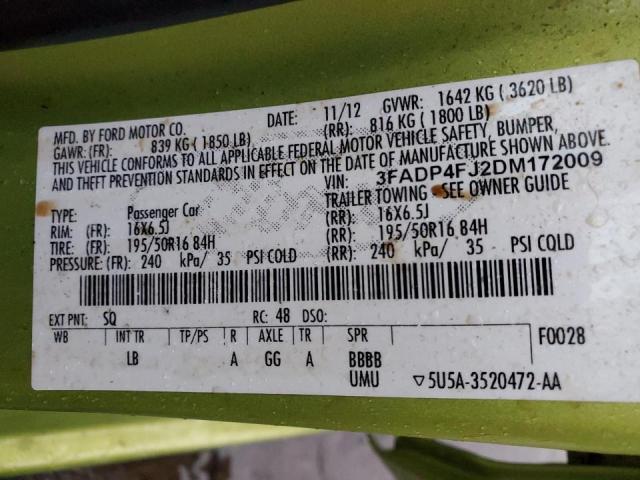 MFD. BY FORD MOTOR CO. DATE: 11/12 GVWR: 1642 KG ( 3620 LB)
GAWR: (FR) 839 KG ( 1850 LB) (RR): 816 KG ( 1800 LB)
THIS VEHICLE CONFORMS TO ALL APPLICABLE FEDERAL MOTOR VEHICLE SAFETY, BUMPER,
AND THEFT PREVENTION STANDARDS IN EFFECT ON THE DATE OF MANUFACTURE SHOWN ABOVE.
VIN: 3FADP4FJ2DM172009
TYPE: Passenger Car TRAILER TOWING - SEE OWNER GUIDE
RIM: (FR): 16X6.5J (RR): 16X6.5J
TIRE: (FR): 195/50R16 84H (RR): 195/50R16 84H
PRESSURE: (FR) 240 kPa/ 35 PSI COLD (RR): 240 kPa/ 35 PSI COLD
EXT PNT: SQ RC: 48 DSO: F0028
WB INT TR TP/PS R AXLE TR SPR
LB A GG A BBBB
UMU ▽5U5A-3520472-AA